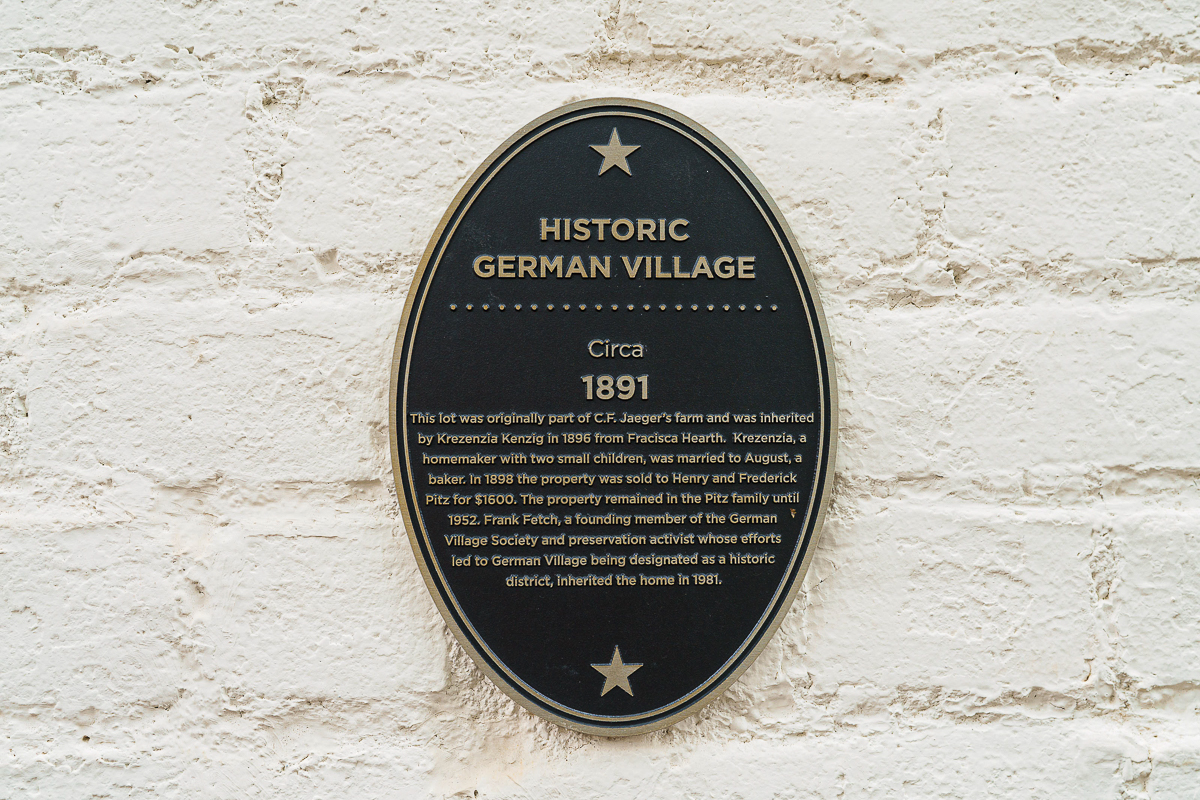 HISTORIC
GERMAN VILLAGE
Circa
1891
This lot was originally part of C.F. Jaeger's farm and was inherited
by Krezenzia Kenzig in 1896 from Fracisca Hearth. Krezenzia, a
homemaker with two small children, was married to August, a
baker. In 1898 the property was sold to Henry and Frederick
Pitz for $1600. The property remained in the Pitz family until
1952. Frank Fetch, a founding member of the German
Village Society and preservation activist whose efforts
led to German Village being designated as a historic
district, inherited the home in 1981.